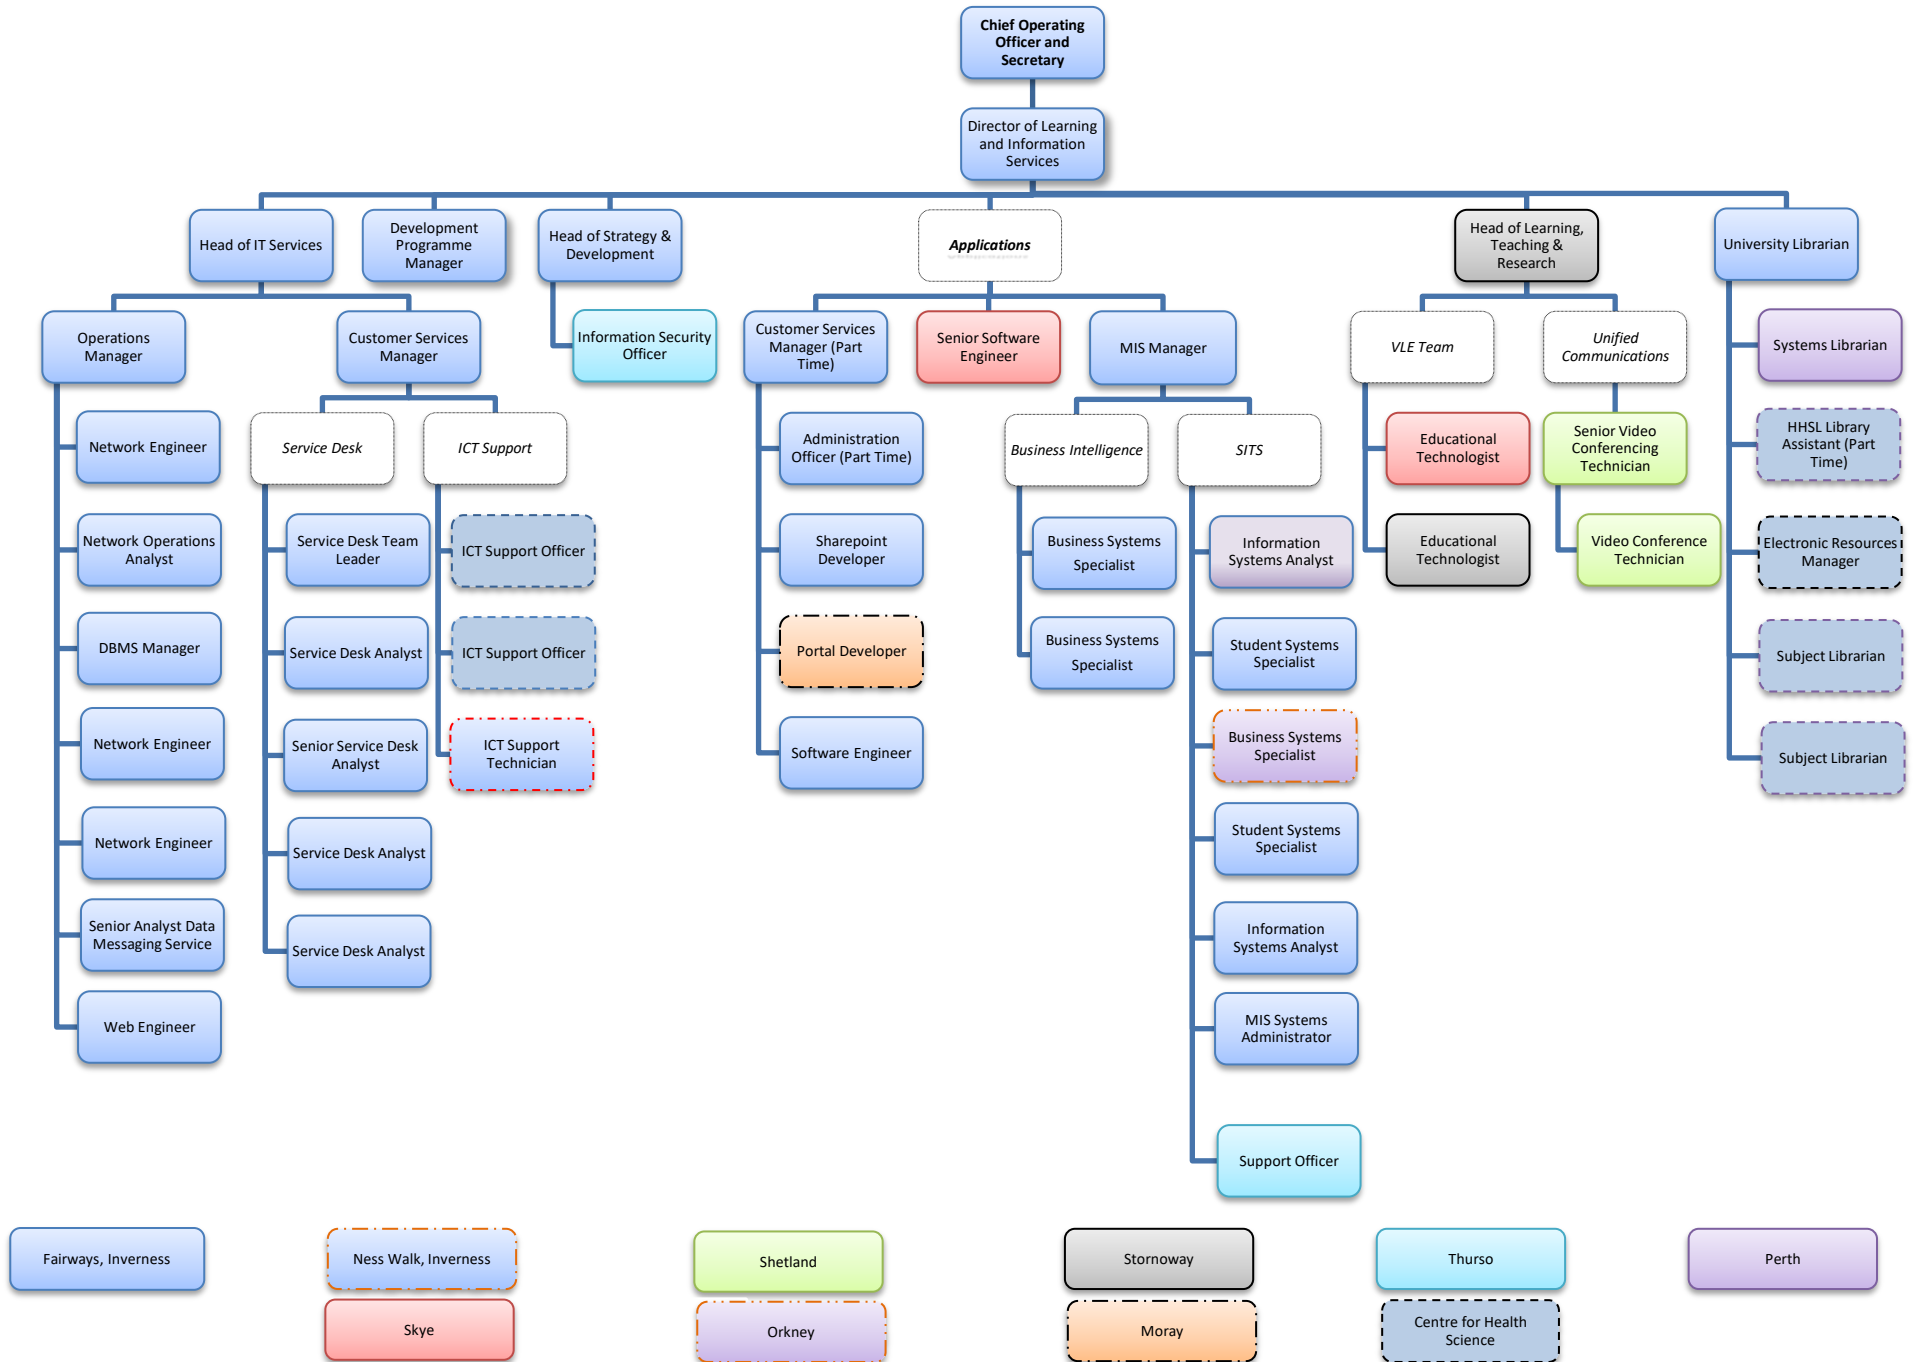 Chief Operating
Officer and
Secretary
Director of Learning
and Information
Services
Head of IT Services
Development
Programme
Manager
Head of Strategy &
Development
Applications
Head of Learning,
Teaching &
Research
University Librarian
Operations
Manager
Customer Services
Manager
Information Security
Officer
Customer Services
Manager (Part
Time)
Senior Software
Engineer
MIS Manager
VLE Team
Unified
Communications
Systems Librarian
Network Engineer
Service Desk
ICT Support
Administration
Officer (Part Time)
Business Intelligence
SITS
Educational
Technologist
Senior Video
Conferencing
Technician
HHSL Library
Assistant (Part
Time)
Network Operations
Analyst
Service Desk Team
Leader
ICT Support Officer
Sharepoint
Developer
Business Systems
Specialist
Information
Systems Analyst
Educational
Technologist
Video Conference
Technician
Electronic Resources
Manager
DBMS Manager
Service Desk Analyst
ICT Support Officer
Portal Developer
Business Systems
Specialist
Student Systems
Specialist
Subject Librarian
Network Engineer
Senior Service Desk
Analyst
ICT Support
Technician
Software Engineer
Business Systems
Specialist
Subject Librarian
Network Engineer
Service Desk Analyst
Student Systems
Specialist
Senior Analyst Data
Messaging Service
Service Desk Analyst
Information
Systems Analyst
Web Engineer
MIS Systems
Administrator
Support Officer
Fairways, Inverness
Ness Walk, Inverness
Shetland
Stornoway
Thurso
Perth
Skye
Orkney
Moray
Centre for Health
Science